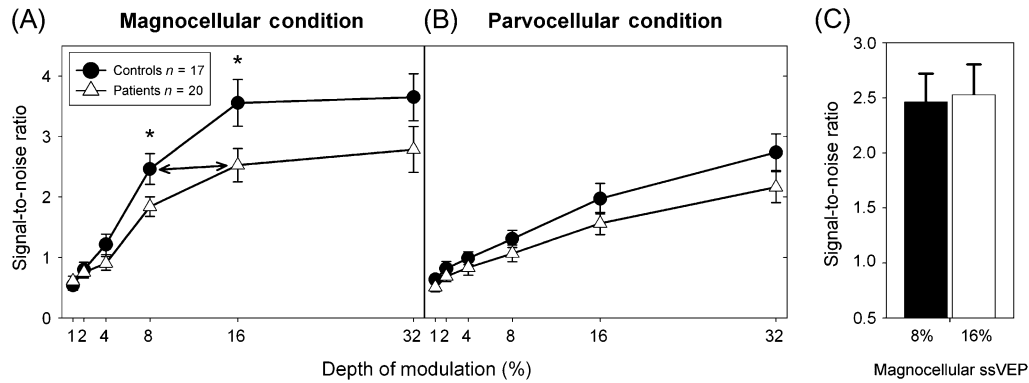 (A) Magnocellular condition (B) Parvocellular condition (C)
Controls n = 17
Patients n = 20
*
*
Signal-to-noise ratio
4
3
2
1
0
1 2 4 8 16 32
1 2 4 8 16 32
Depth of modulation (%)
Signal-to-noise ratio
3.0
2.5
2.0
1.5
1.0
0.5
8% 16%
Magnocellular ssVEP